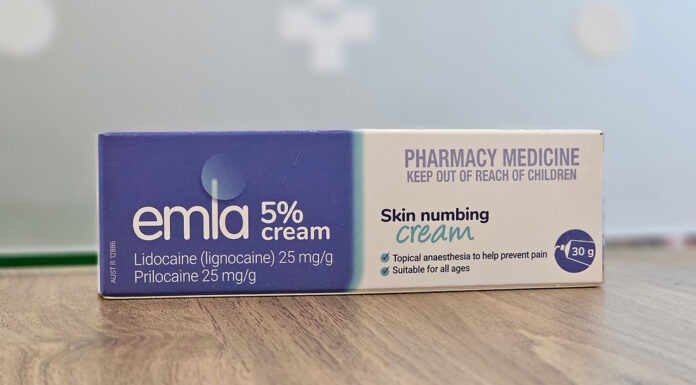 emla 5%
cream
Lidocaine (lignocaine) 25 mg/g
Prilocaine 25 mg/g
AUST R 12886
PHARMACY MEDICINE
KEEP OUT OF REACH OF CHILDREN
Skin numbing
cream
Topical anaesthesia to help prevent pain
Suitable for all ages
30 g